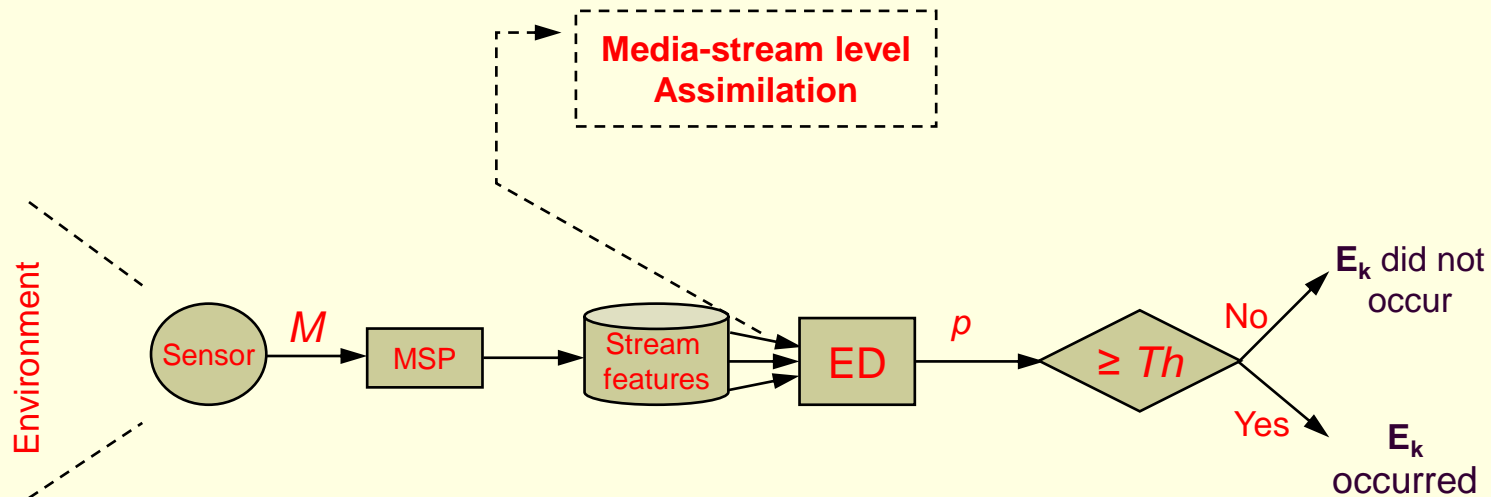 Media-stream level
Assimilation
Environment
Sensor
M
MSP
Stream
features
ED
p
≥ Th
No
Yes
Eₖ did not
occur
Eₖ
occurred